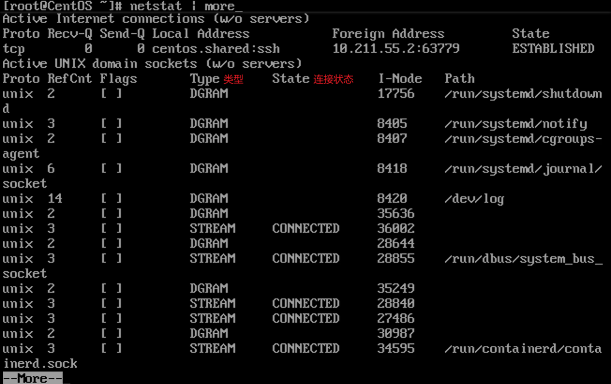 [root@CentOS ~]# netstat | more_
Active Internet connections (w/o servers)
Proto Recv-Q Send-Q Local Address Foreign Address State
tcp 0 0 centos.shared:ssh 10.211.55.2:63779 ESTABLISHED
Active UNIX domain sockets (w/o servers)
Proto RefCnt Flags Type 类型 State 连接状态 I-Node Path
unix 2 [ ] DGRAM 17756 /run/systemd/shutdown
d
unix 3 [ ] DGRAM 8405 /run/systemd/notify
unix 2 [ ] DGRAM 8407 /run/systemd/cgroups-
agent
unix 6 [ ] DGRAM 8418 /run/systemd/journal/
socket
unix 14 [ ] DGRAM 8420 /dev/log
unix 2 [ ] DGRAM 35636
unix 3 [ ] STREAM CONNECTED 36002
unix 2 [ ] DGRAM 28644
unix 3 [ ] STREAM CONNECTED 28855 /run/dbus/system_bus_
socket
unix 2 [ ] DGRAM 35249
unix 3 [ ] STREAM CONNECTED 28840
unix 3 [ ] STREAM CONNECTED 27486
unix 2 [ ] DGRAM 30987
unix 3 [ ] STREAM CONNECTED 34595 /run/containerd/conta
inerd.sock
--More--